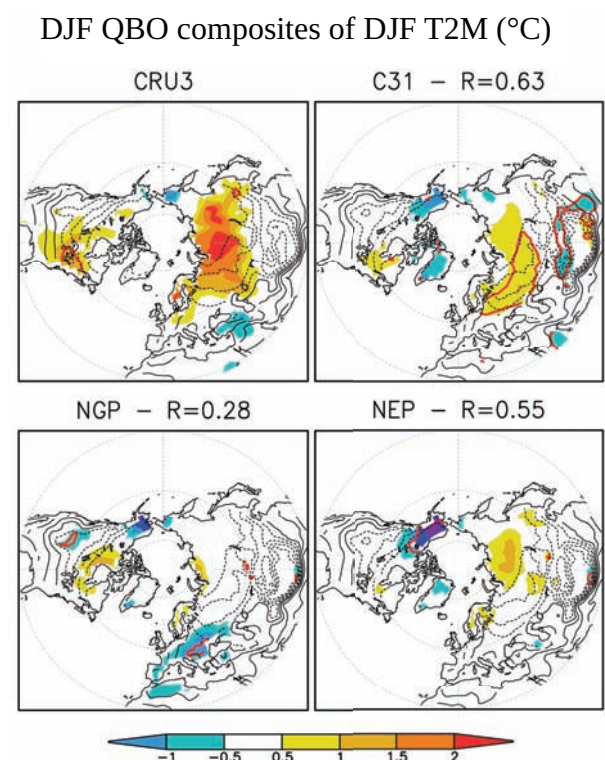 DJF QBO composites of DJF T2M (°C)
CRU3
C31 – R=0.63
NGP – R=0.28
NEP – R=0.55
-1 -0.5 0.5 1 1.5 2